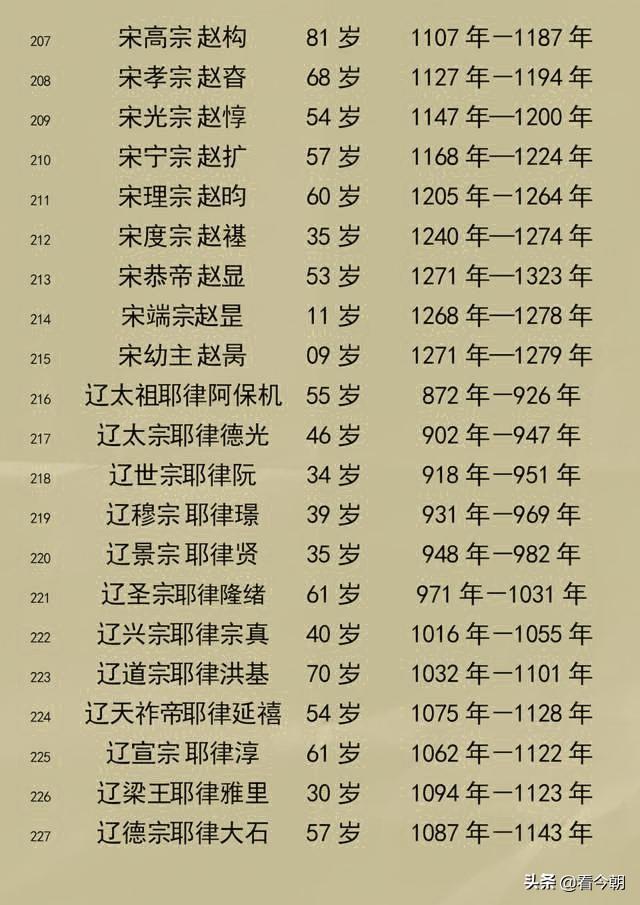 207 宋高宗 赵构 81 岁 1107 年—1187 年
208 宋孝宗 赵昚 68 岁 1127 年—1194 年
209 宋光宗 赵惇 54 岁 1147 年—1200 年
210 宋宁宗 赵扩 57 岁 1168 年—1224 年
211 宋理宗 赵昀 60 岁 1205 年—1264 年
212 宋度宗 赵禥 35 岁 1240 年—1274 年
213 宋恭帝 赵显 53 岁 1271 年—1323 年
214 宋端宗赵昰 11 岁 1268 年—1278 年
215 宋幼主 赵昺 09 岁 1271 年—1279 年
216 辽太祖耶律阿保机 55 岁 872 年—926 年
217 辽太宗耶律德光 46 岁 902 年—947 年
218 辽世宗耶律阮 34 岁 918 年—951 年
219 辽穆宗 耶律璟 39 岁 931 年—969 年
220 辽景宗 耶律贤 35 岁 948 年—982 年
221 辽圣宗耶律隆绪 61 岁 971 年—1031 年
222 辽兴宗耶律宗真 40 岁 1016 年—1055 年
223 辽道宗耶律洪基 70 岁 1032 年—1101 年
224 辽天祚帝耶律延禧 54 岁 1075 年—1128 年
225 辽宣宗 耶律淳 61 岁 1062 年—1122 年
226 辽梁王耶律雅里 30 岁 1094 年—1123 年
227 辽德宗耶律大石 57 岁 1087 年—1143 年
头条 @看今朝